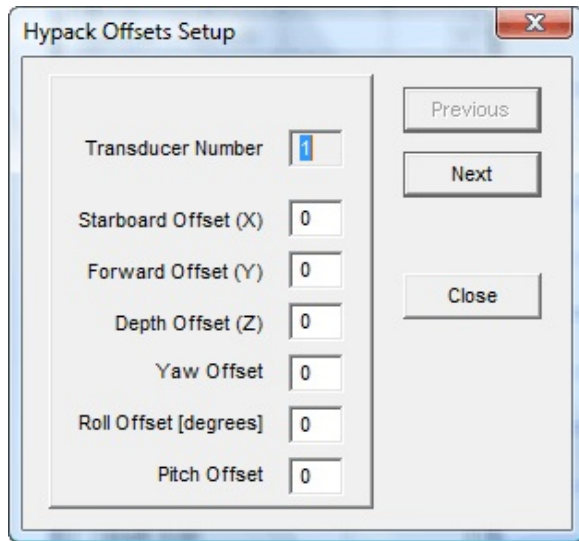 Hypack Offsets Setup
Transducer Number 1
Starboard Offset (X) 0
Forward Offset (Y) 0
Depth Offset (Z) 0
Yaw Offset 0
Roll Offset [degrees] 0
Pitch Offset 0
Previous
Next
Close